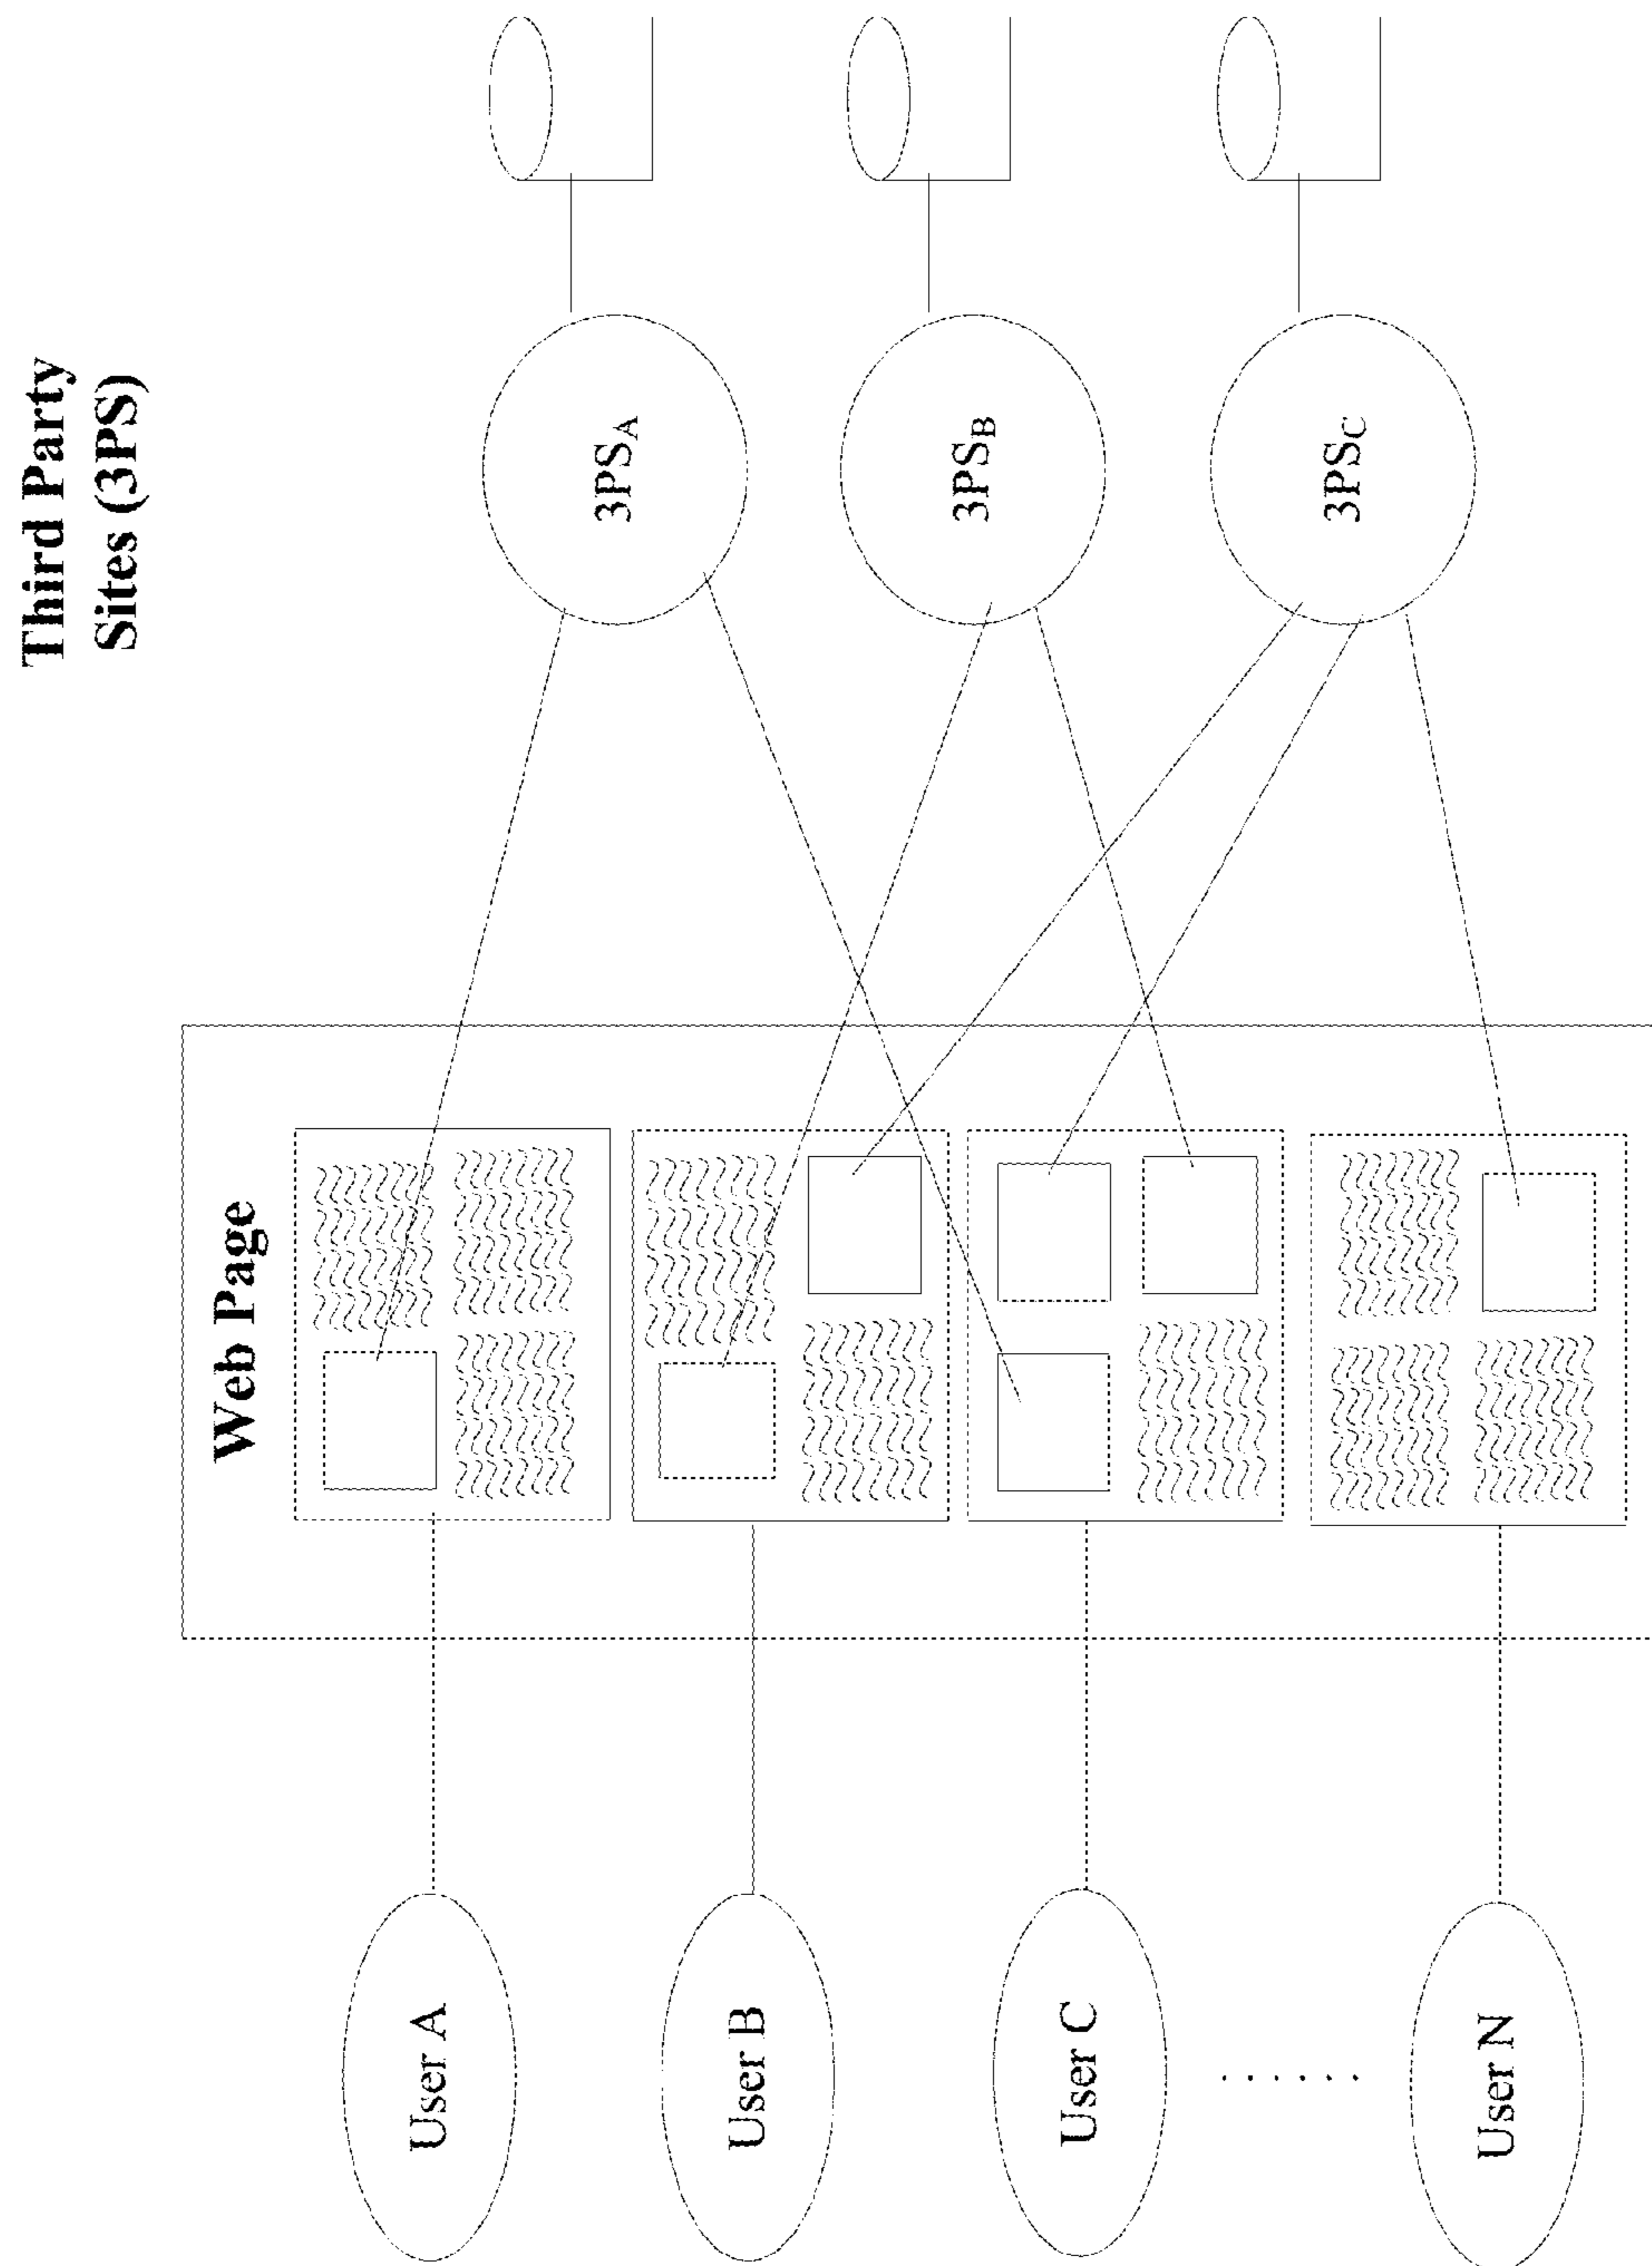 Third Party
Sites (3PS)
Web Page
User A
User B
User C
......
User N
3PSA
3PSB
3PSC